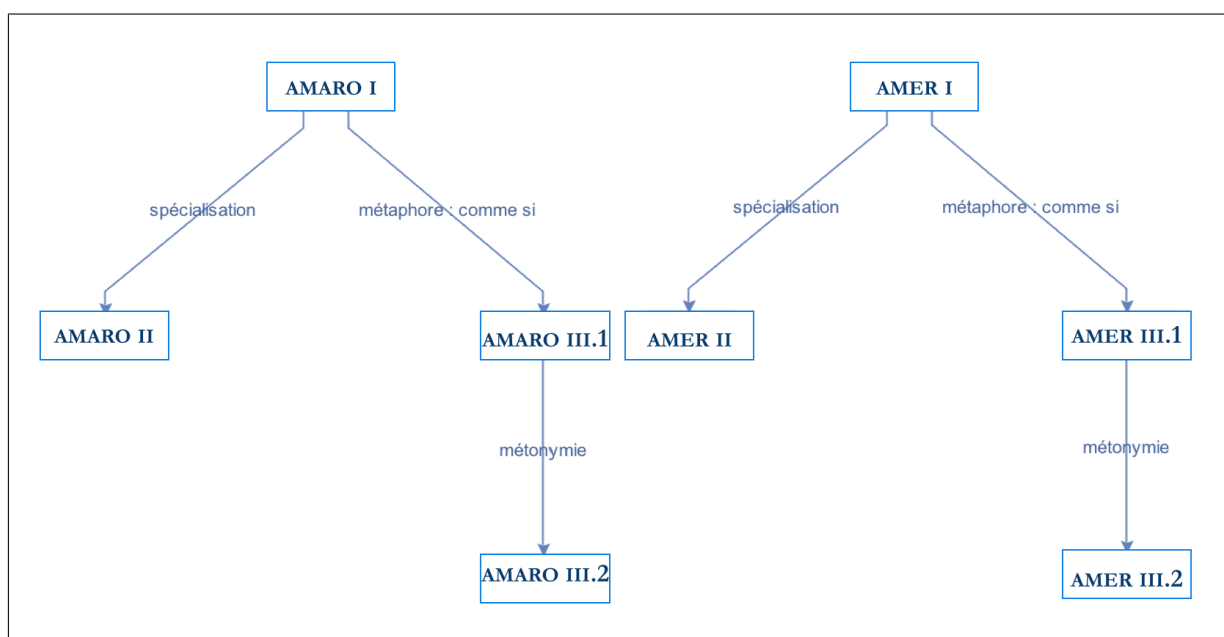 AMARO I
AMER I
spécialisation
métaphore : comme si
spécialisation
métaphore : comme si
AMARO II
AMARO III.1
AMER II
AMER III.1
métonymie
métonymie
AMARO III.2
AMER III.2